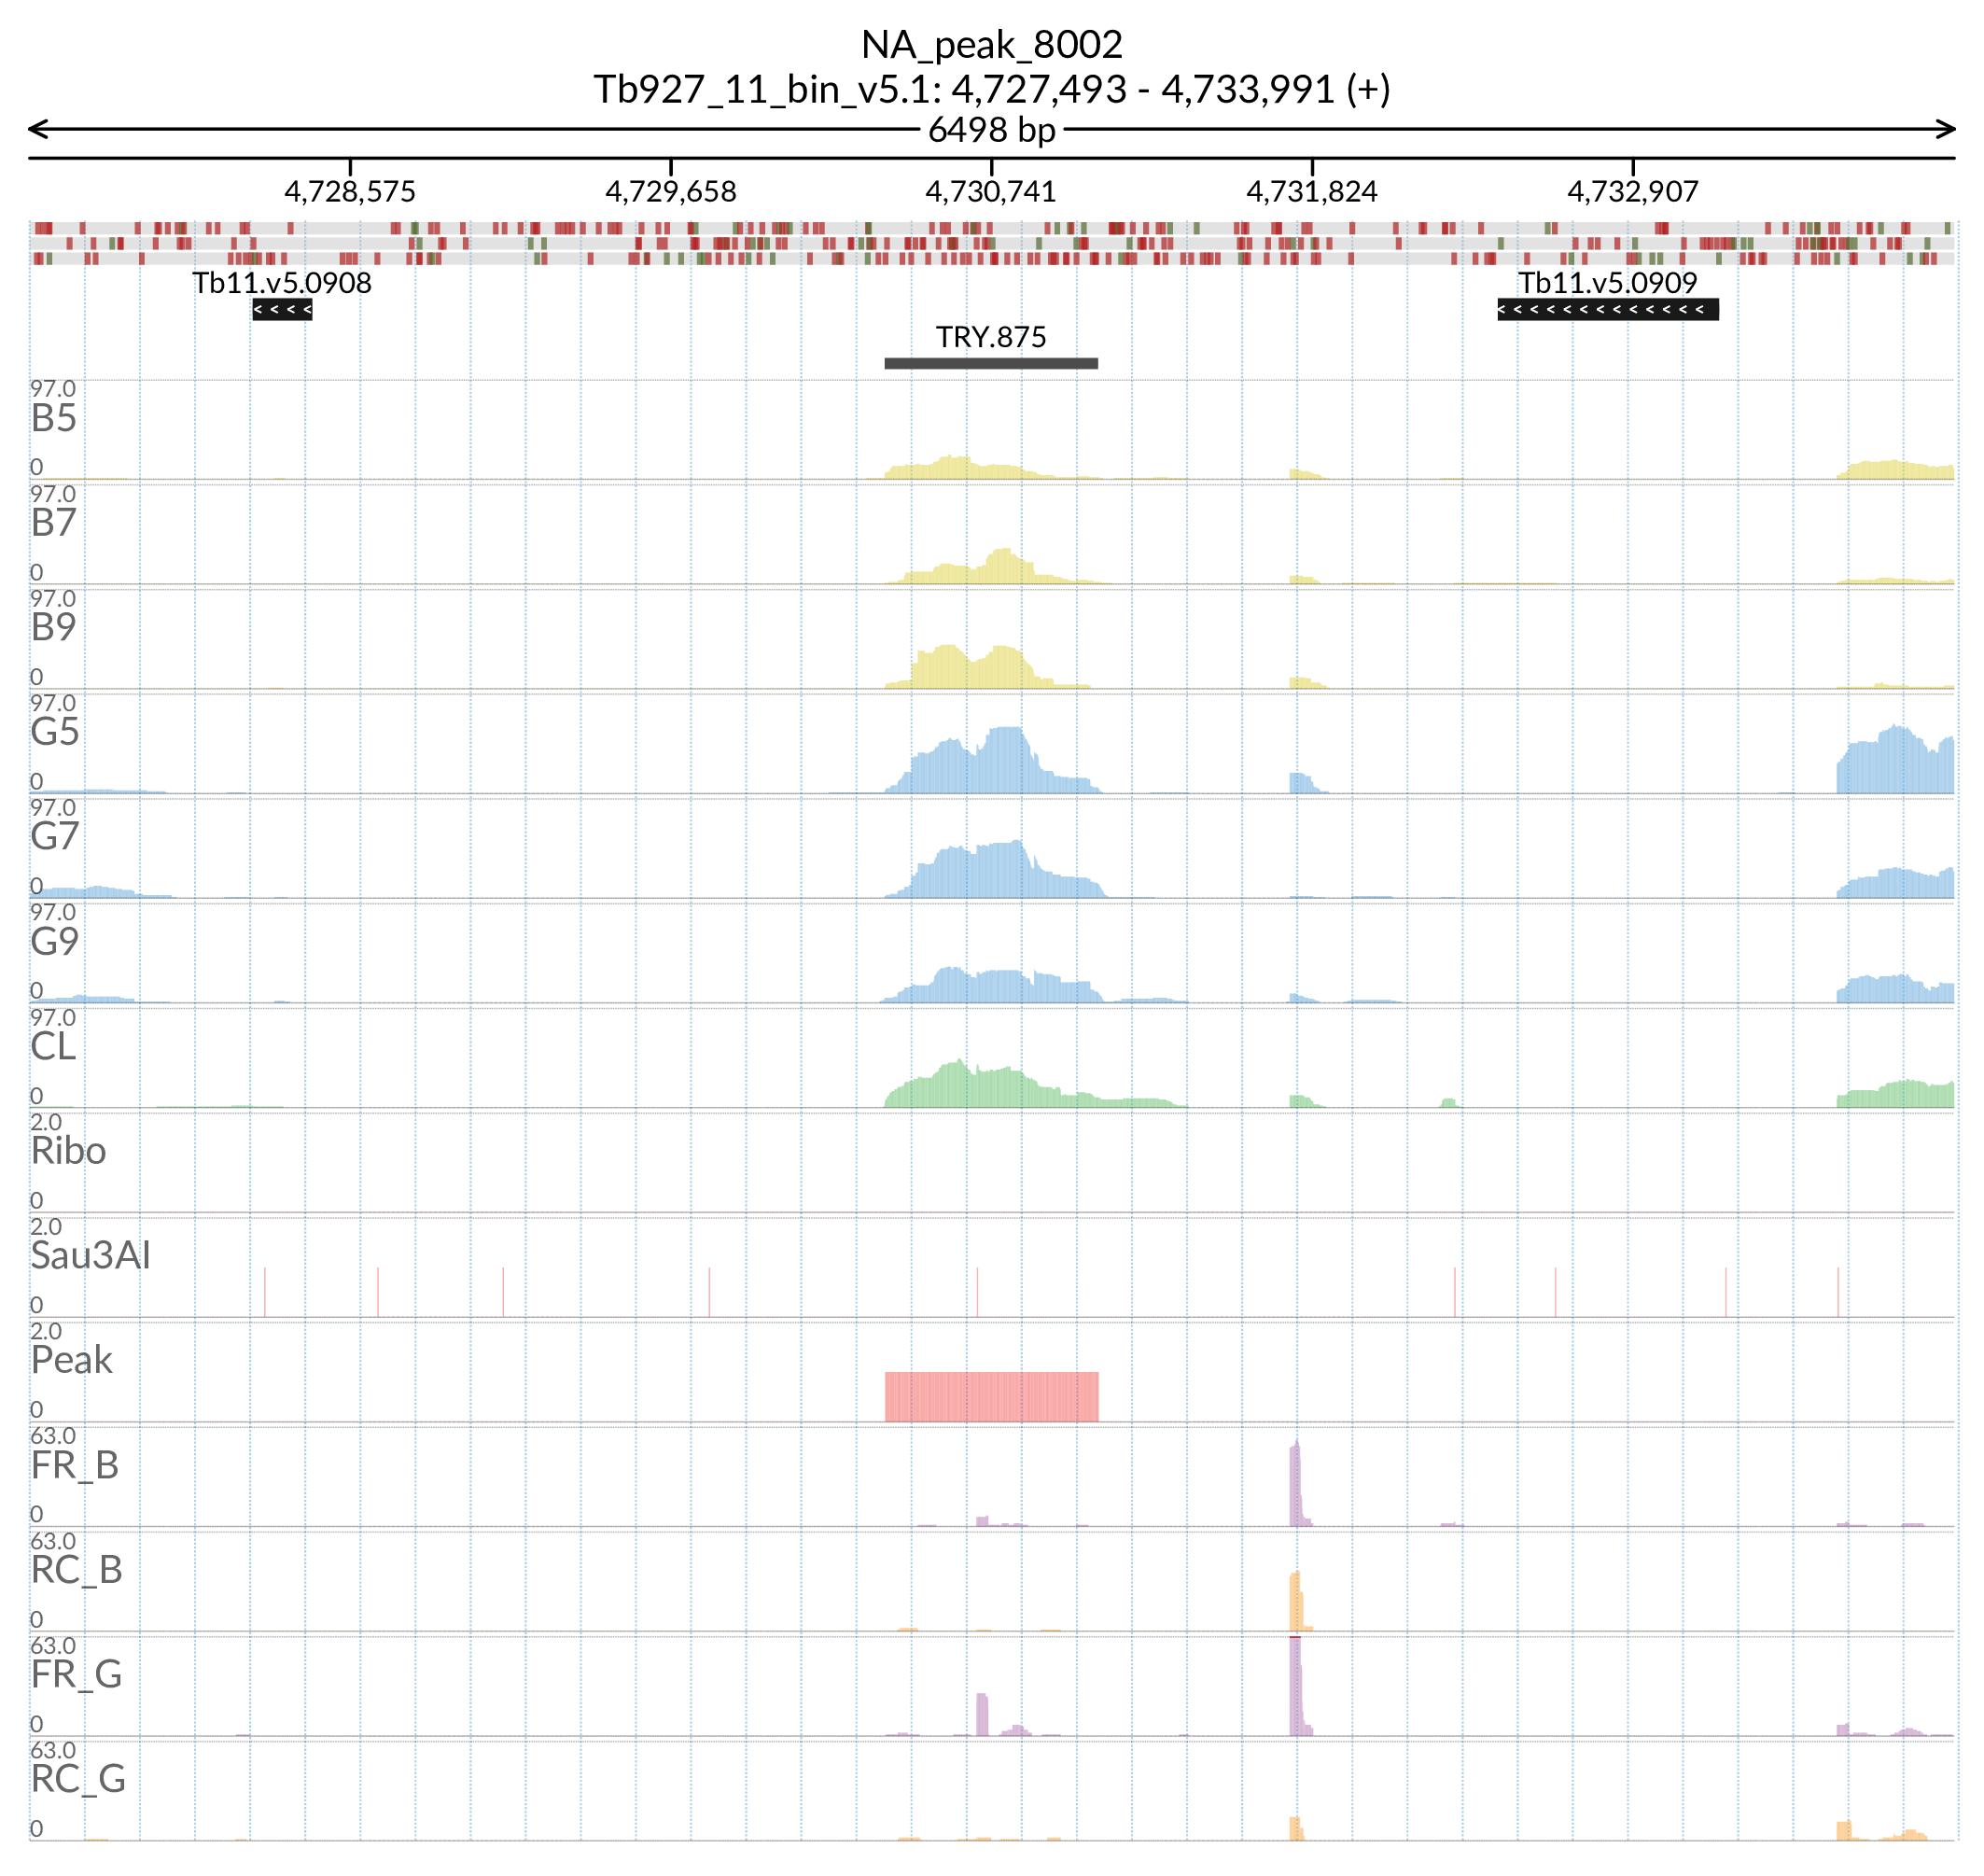 NA_peak_8002
Tb927_11_bin_v5.1: 4,727,493 - 4,733,991 (+)
6498 bp
4,728,575 4,729,658 4,730,741 4,731,824 4,732,907
Tb11.v5.0908 Tb11.v5.0909
TRY.875
97.0
B5
0
97.0
B7
0
97.0
B9
0
97.0
G5
0
97.0
G7
0
97.0
G9
0
97.0
CL
0
2.0
Ribo
0
2.0
Sau3AI
0
2.0
Peak
0
63.0
FR_B
0
63.0
RC_B
0
63.0
FR_G
0
63.0
RC_G
0